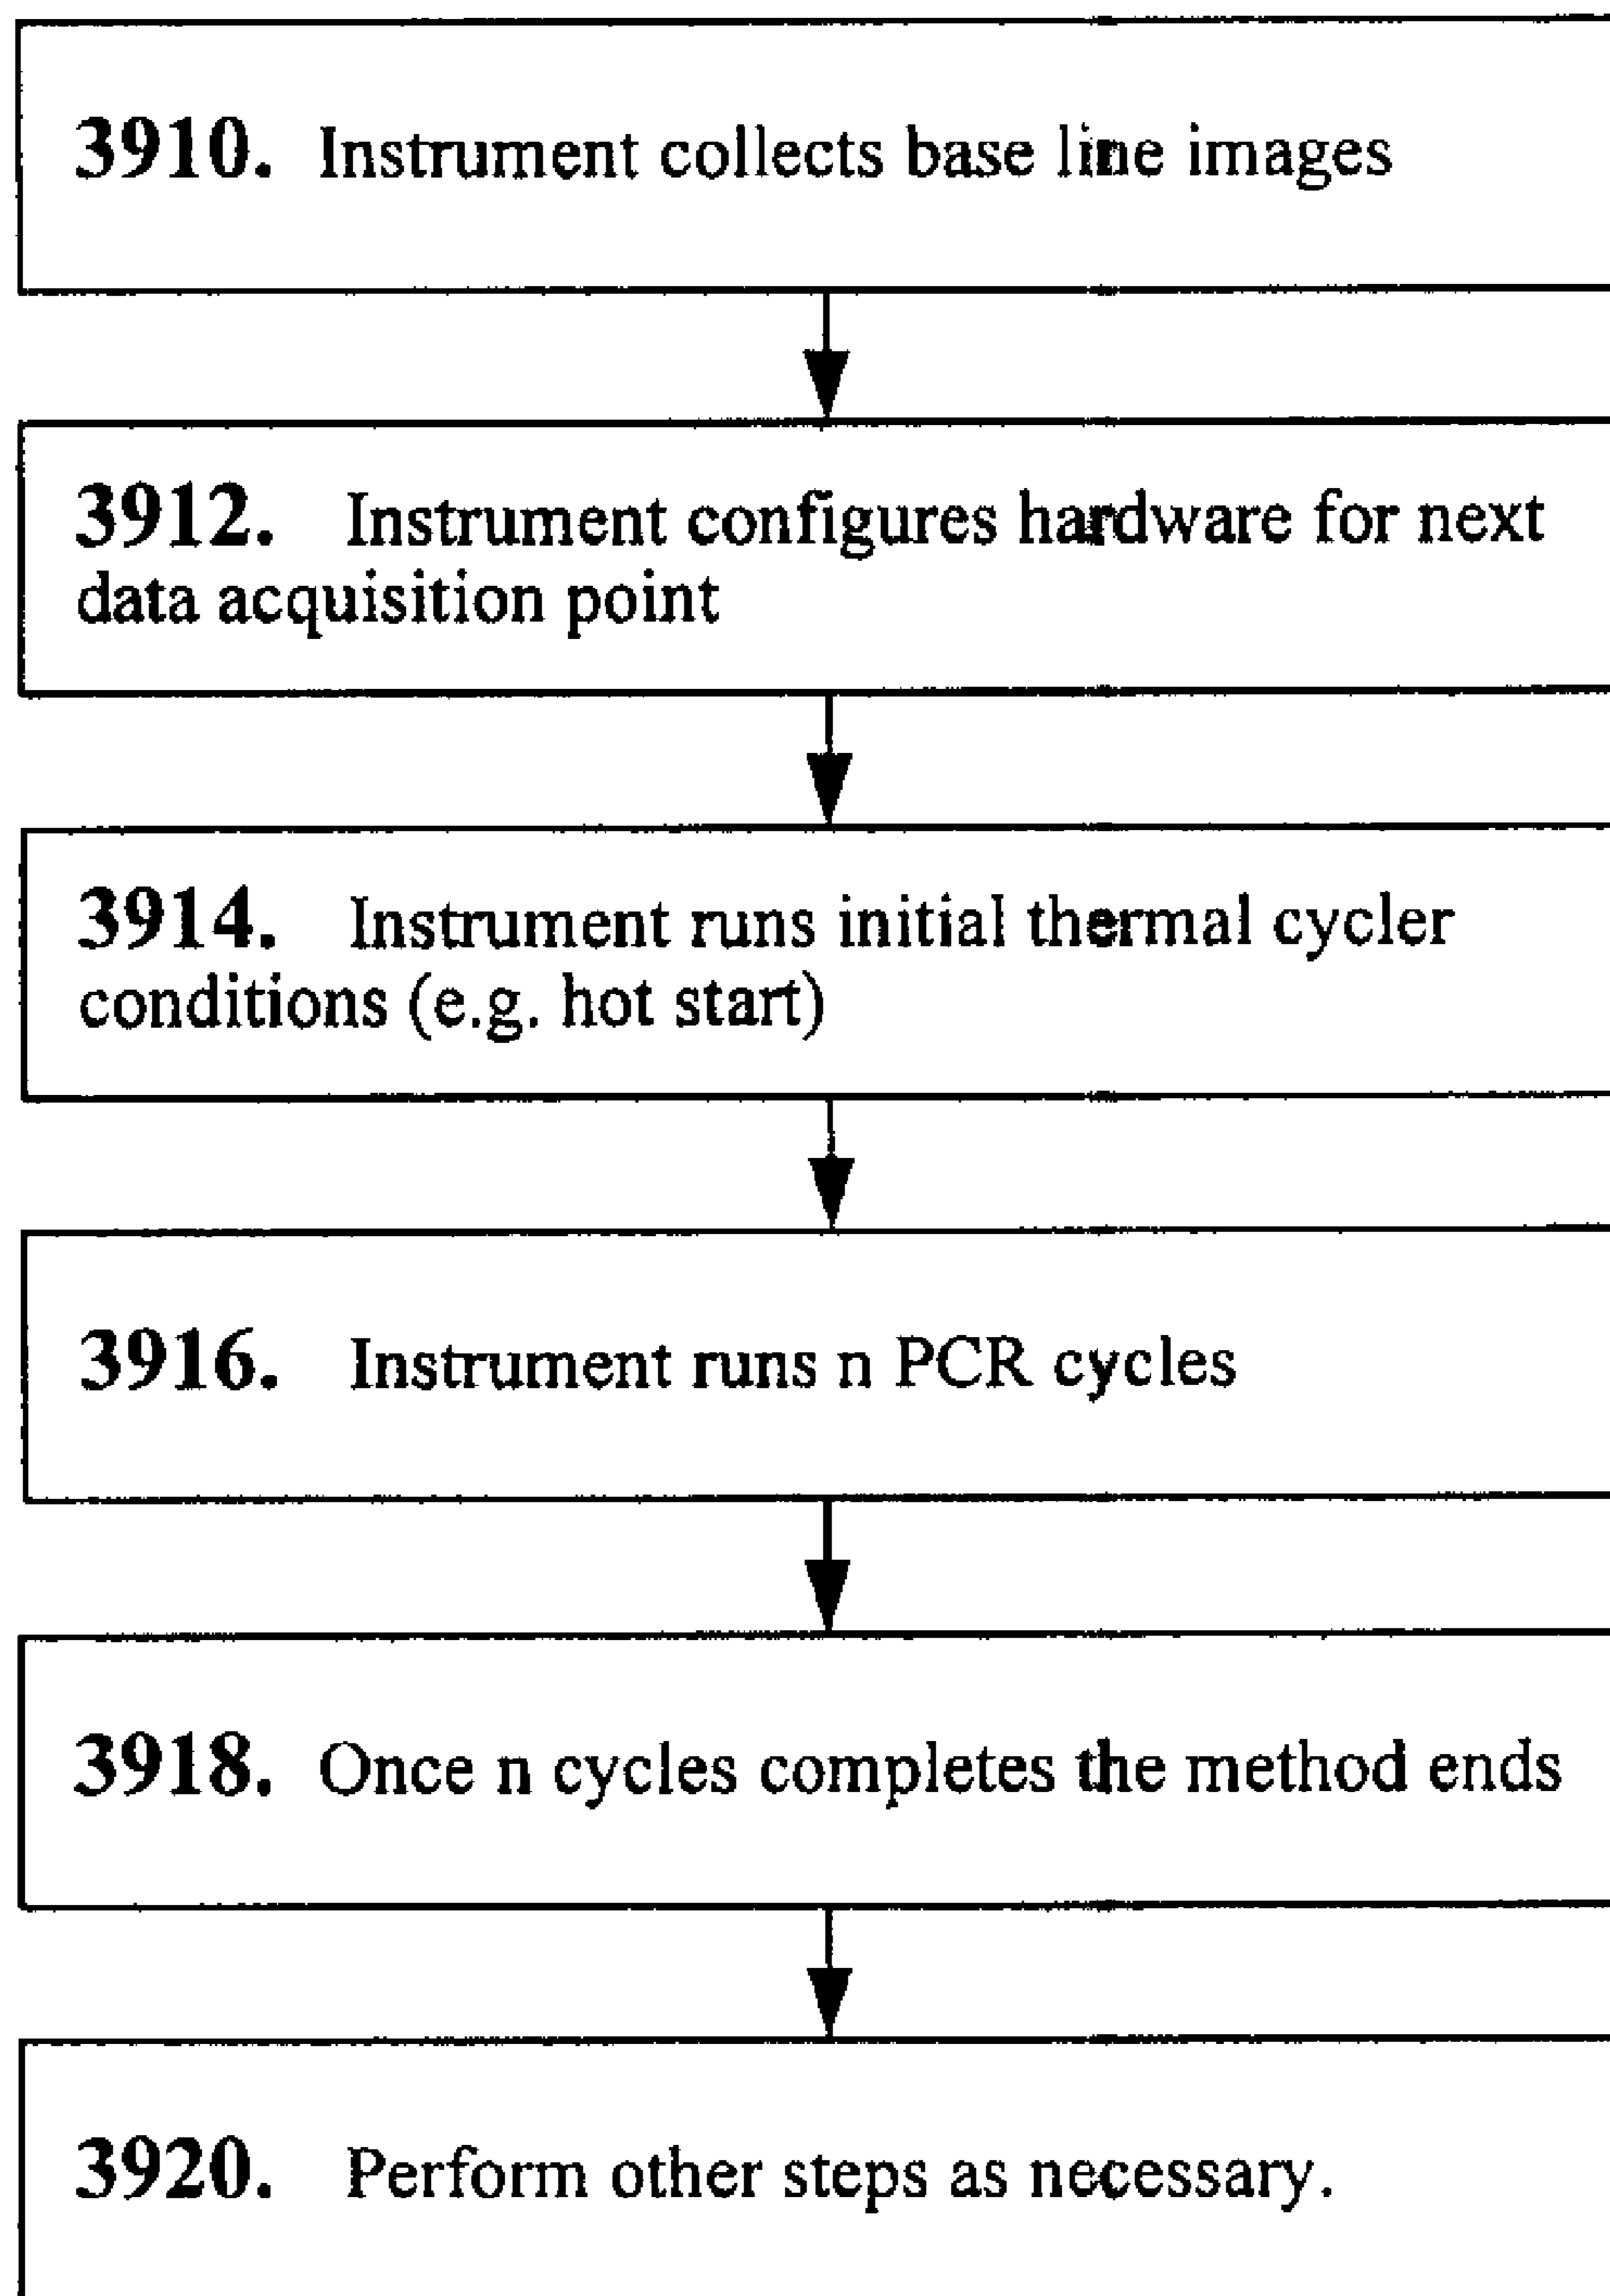 3910. Instrument collects base line images
3912. Instrument configures hardware for next
data acquisition point
3914. Instrument runs initial thermal cycler
conditions (e.g. hot start)
3916. Instrument runs n PCR cycles
3918. Once n cycles completes the method ends
3920. Perform other steps as necessary.